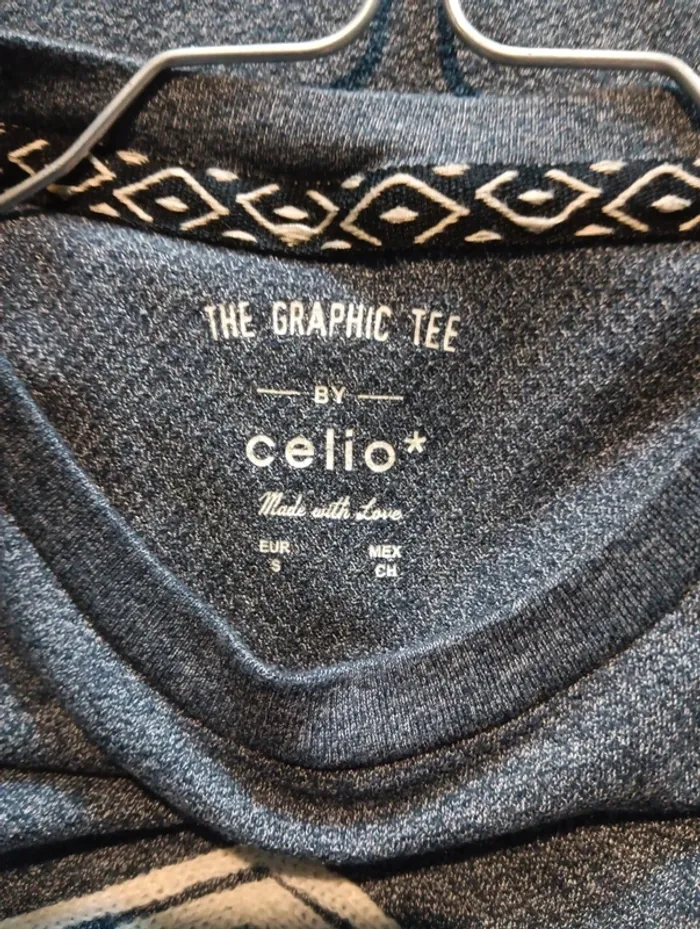 THE GRAPHIC TEE
BY
celio*
Made with Love
EUR MEX
S CH